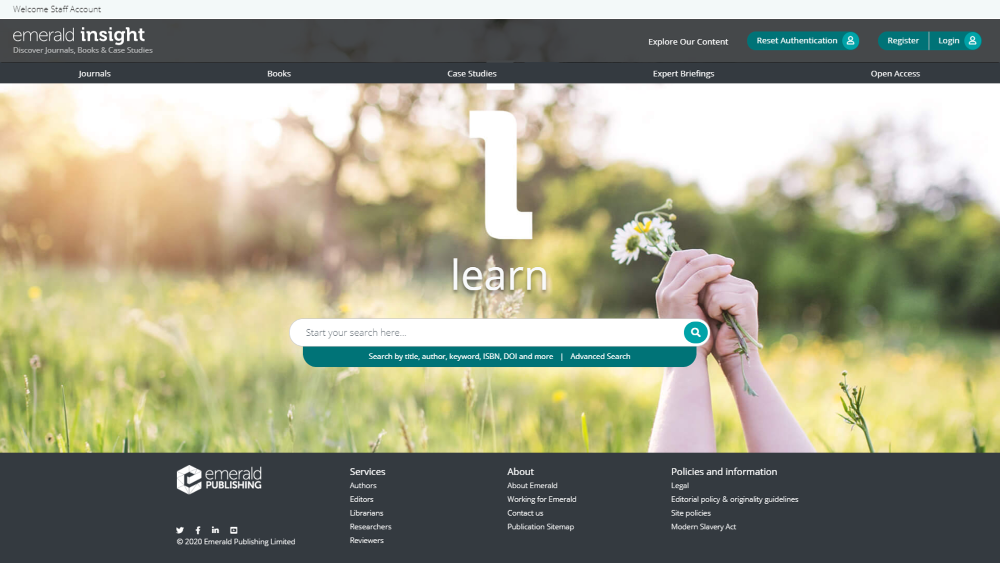 Welcome Staff Account
emerald insight
Discover Journals, Books & Case Studies
Explore Our Content
Reset Authentication
Register
Login
Journals
Books
Case Studies
Expert Briefings
Open Access
i
learn
Start your search here...
Search by title, author, keyword, ISBN, DOI and more | Advanced Search
emerald
PUBLISHING
© 2020 Emerald Publishing Limited
Services
Authors
Editors
Librarians
Researchers
Reviewers
About
About Emerald
Working for Emerald
Contact us
Publication Sitemap
Policies and information
Legal
Editorial policy & originality guidelines
Site policies
Modern Slavery Act